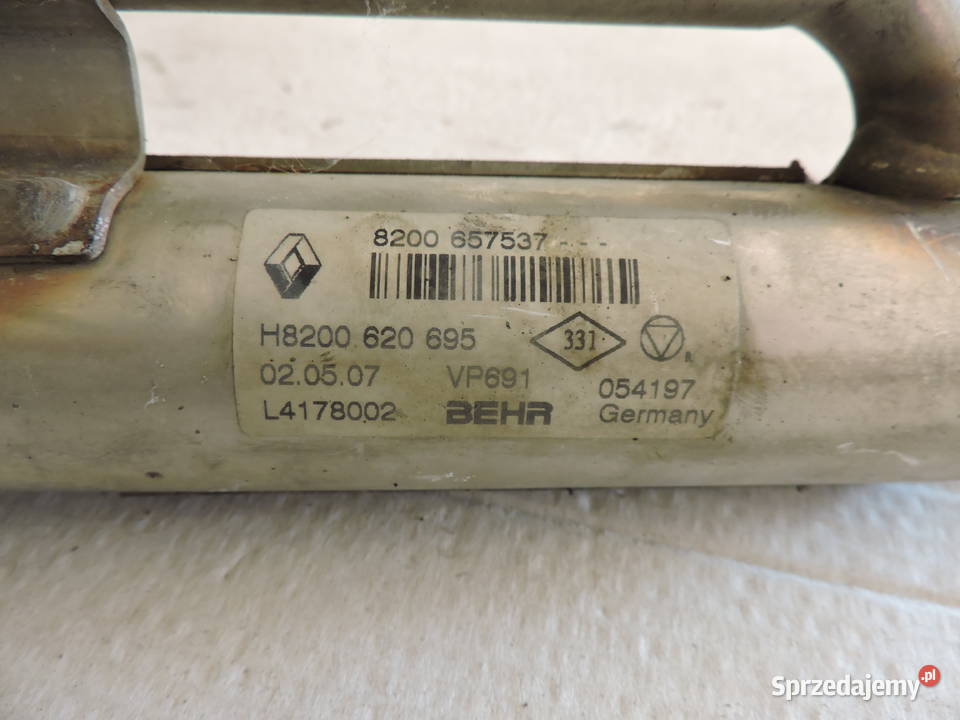 8200 657537 - - -
H8200 620 695
331
02.05.07 VP691 054197
L4178002 BEHR Germany
Sprzedajemy.pl